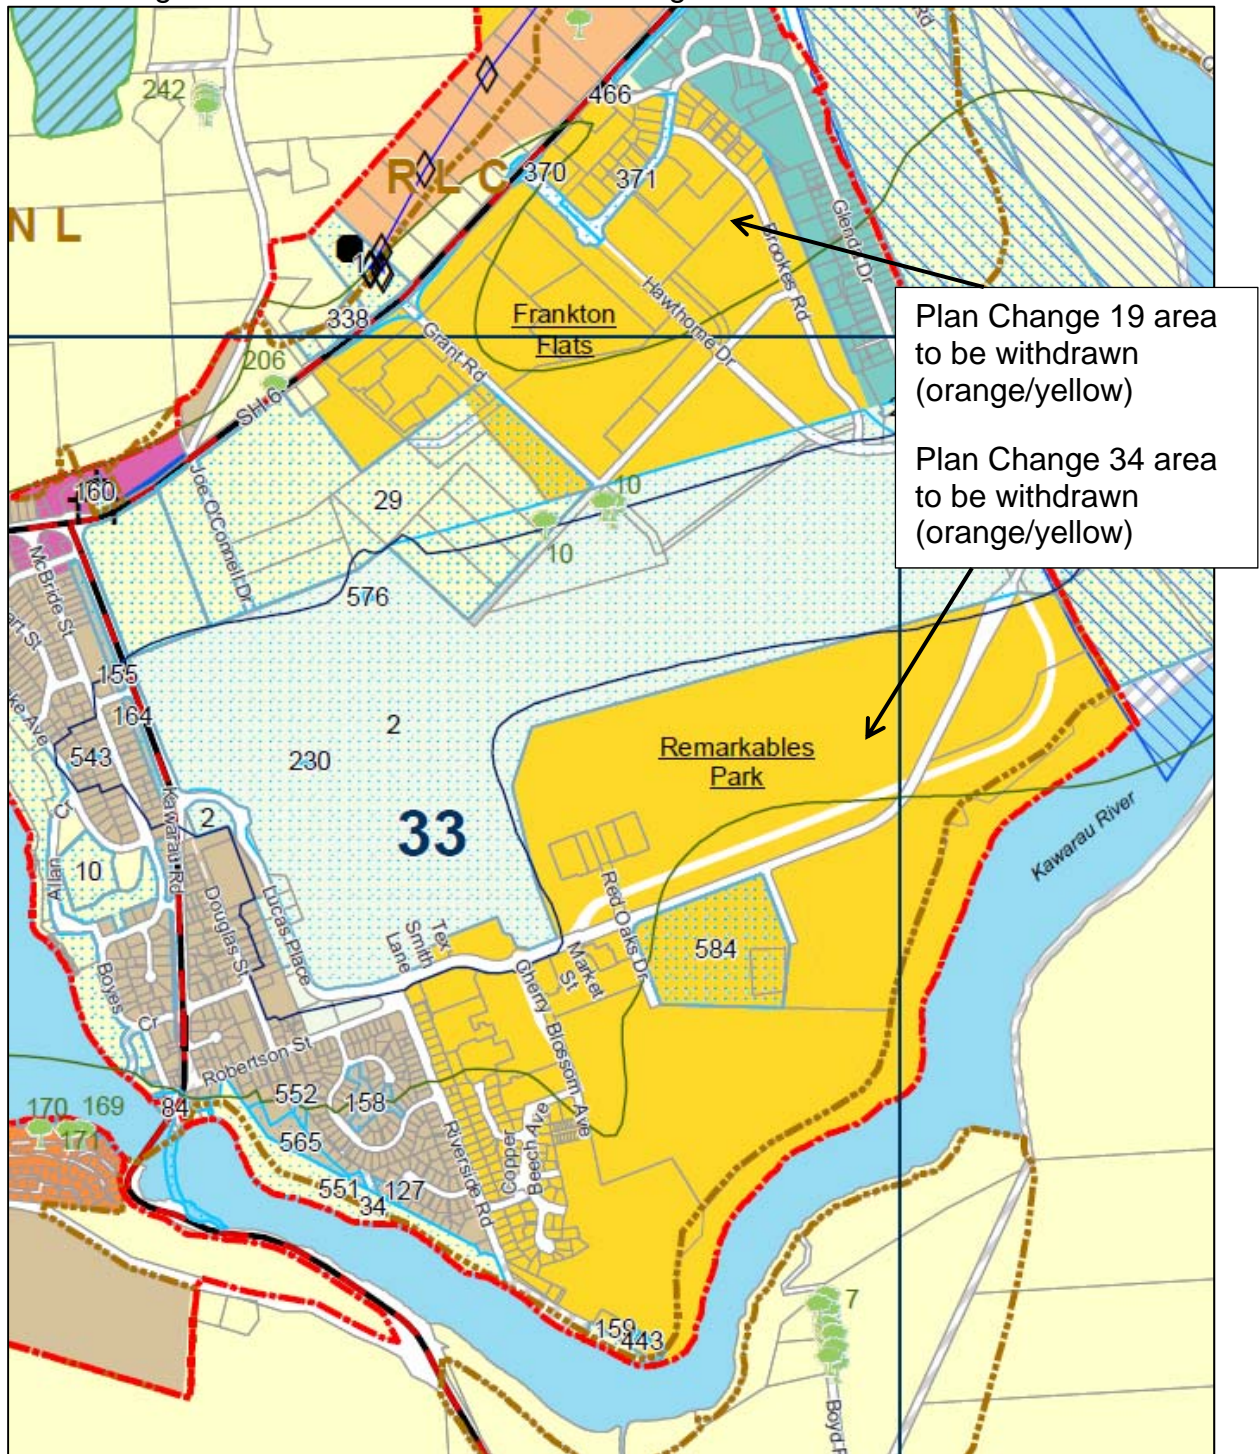 Rd
242
466
R L C
370
371
N L
Glenda Dr
1
Brookes Rd
338
Frankton
Flats
Hawthorne Dr
Grant Rd
206
SH 6
Plan Change 19 area
to be withdrawn
(orange/yellow)
Plan Change 34 area
to be withdrawn
(orange/yellow)
160
29
10
10
Joe O'Connell Dr
McBride St
576
155
164
2
230
543
Remarkables
Park
33
2
Kawarau Rd
Kawarau River
10
Allan
Cr
Douglas St
Lucas Place
Tex
Smith
Lane
Red Oaks Dr
Market
St
584
Cherry Blossom Ave
Boyes
Cr
Robertson St
552
158
84
170
169
171
565
Riverside Rd
Copper
Beech Ave
551
34
127
159
443
7